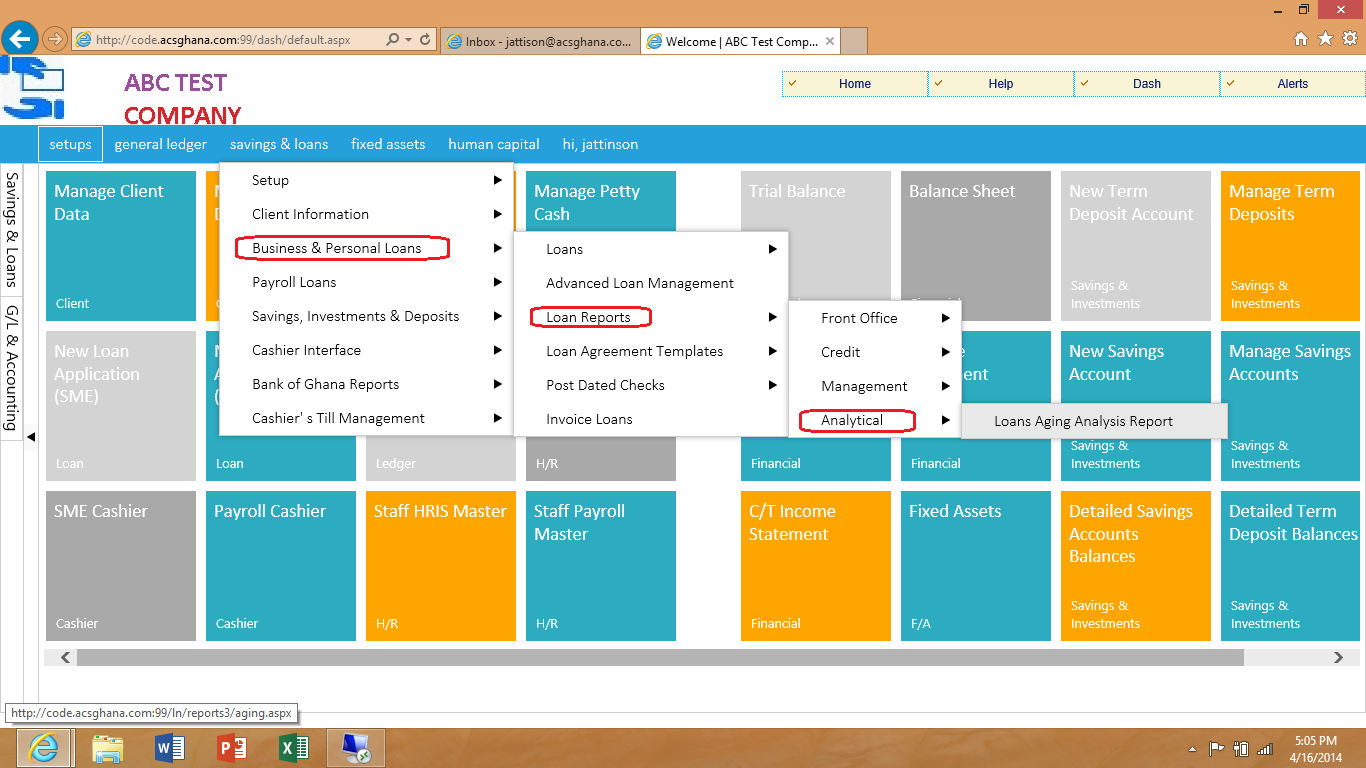 http://code.acsghana.com:99/dash/default.aspx
Inbox - jattison@acsghana.co...
Welcome | ABC Test Comp...
ABC TEST
COMPANY
Home
Help
Dash
Alerts
setups
general ledger
savings & loans
fixed assets
human capital
hi, jattinson
Savings & Loans
G/L & Accounting
Setup
Client Information
Business & Personal Loans
Payroll Loans
Savings, Investments & Deposits
Cashier Interface
Bank of Ghana Reports
Cashier' s Till Management
Loans
Advanced Loan Management
Loan Reports
Loan Agreement Templates
Post Dated Checks
Invoice Loans
Front Office
Credit
Management
Analytical
Loans Aging Analysis Report
Manage Client
Data
Client
Manage Petty
Cash
Trial Balance
Balance Sheet
New Term
Deposit Account
Savings &
Investments
Manage Term
Deposits
Savings &
Investments
New Loan
Application
(SME)
Loan
Loan
Ledger
H/R
Financial
Financial
New Savings
Account
Savings &
Investments
Manage Savings
Accounts
Savings &
Investments
SME Cashier
Cashier
Payroll Cashier
Cashier
Staff HRIS Master
H/R
Staff Payroll
Master
H/R
C/T Income
Statement
Financial
Fixed Assets
F/A
Detailed Savings
Accounts
Balances
Savings &
Investments
Detailed Term
Deposit Balances
Savings &
Investments
http://code.acsghana.com:99/ln/reports3/aging.aspx
5:05 PM
4/16/2014